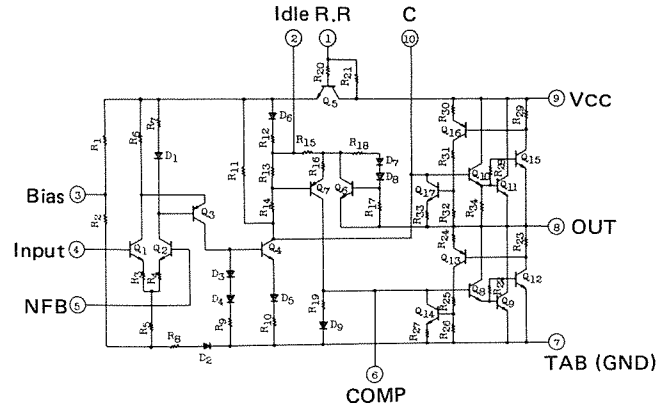 Idle R.R C
2 1 10
R20 R21
Q5
9 Vcc
R1 R6 R7 D6 R12 R15 R18 R30 R29
Q16
D1 R11 R13 R16 D7 D8 R31 Q10 R28 Q15
Bias 3
Q7 Q6 Q17 Q11
R2 Q3 R14 R17 R33 R32 R34
8 OUT
Input 4
Q1 Q2 Q4 R24 R23
Q13
R3 R4 D3 D5 Q8 R22 Q12
NFB 5
D4 R19 R25 Q9
R5 R9 R10 D9 Q14 R27 R26
R8 D2
7
TAB (GND)
6
COMP